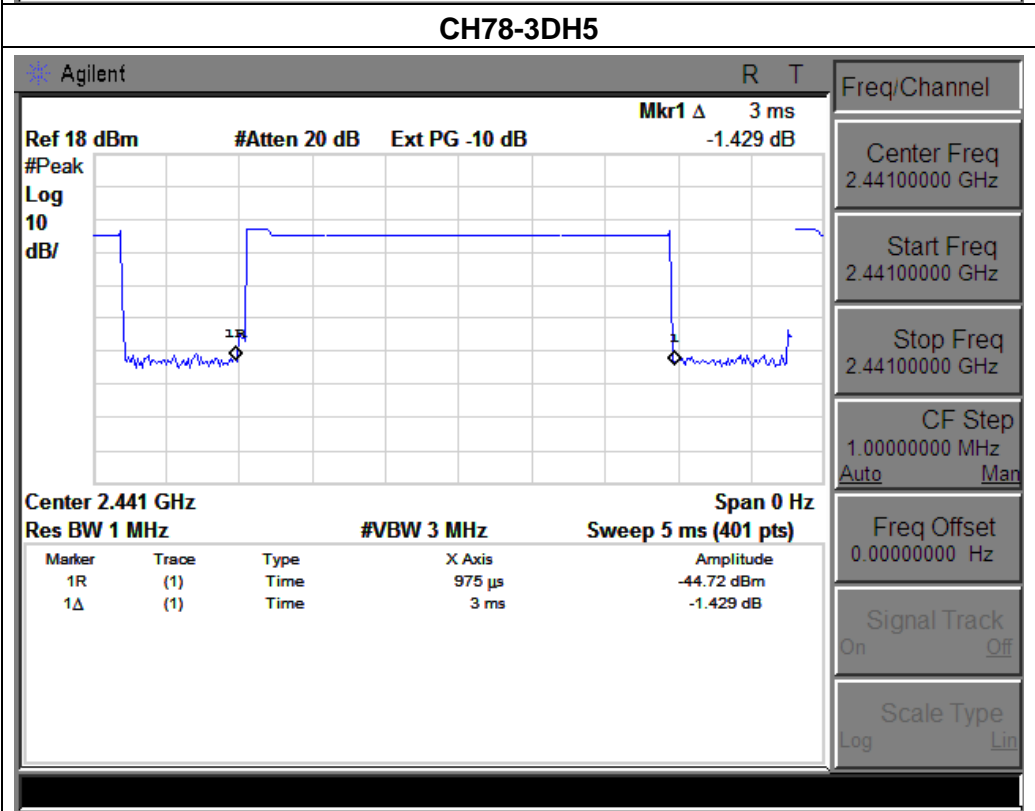 CH78-3DH5
Agilent R T
Mkr1 Δ 3 ms
Ref 18 dBm #Atten 20 dB Ext PG -10 dB -1.429 dB
#Peak
Log
10
dB/
1R
1
Center 2.441 GHz Span 0 Hz
Res BW 1 MHz #VBW 3 MHz Sweep 5 ms (401 pts)
Marker Trace Type X Axis Amplitude
1R (1) Time 975 µs -44.72 dBm
1Δ (1) Time 3 ms -1.429 dB
Freq/Channel
Center Freq
2.44100000 GHz
Start Freq
2.44100000 GHz
Stop Freq
2.44100000 GHz
CF Step
1.00000000 MHz
Auto Man
Freq Offset
0.00000000 Hz
Signal Track
On Off
Scale Type
Log Lin